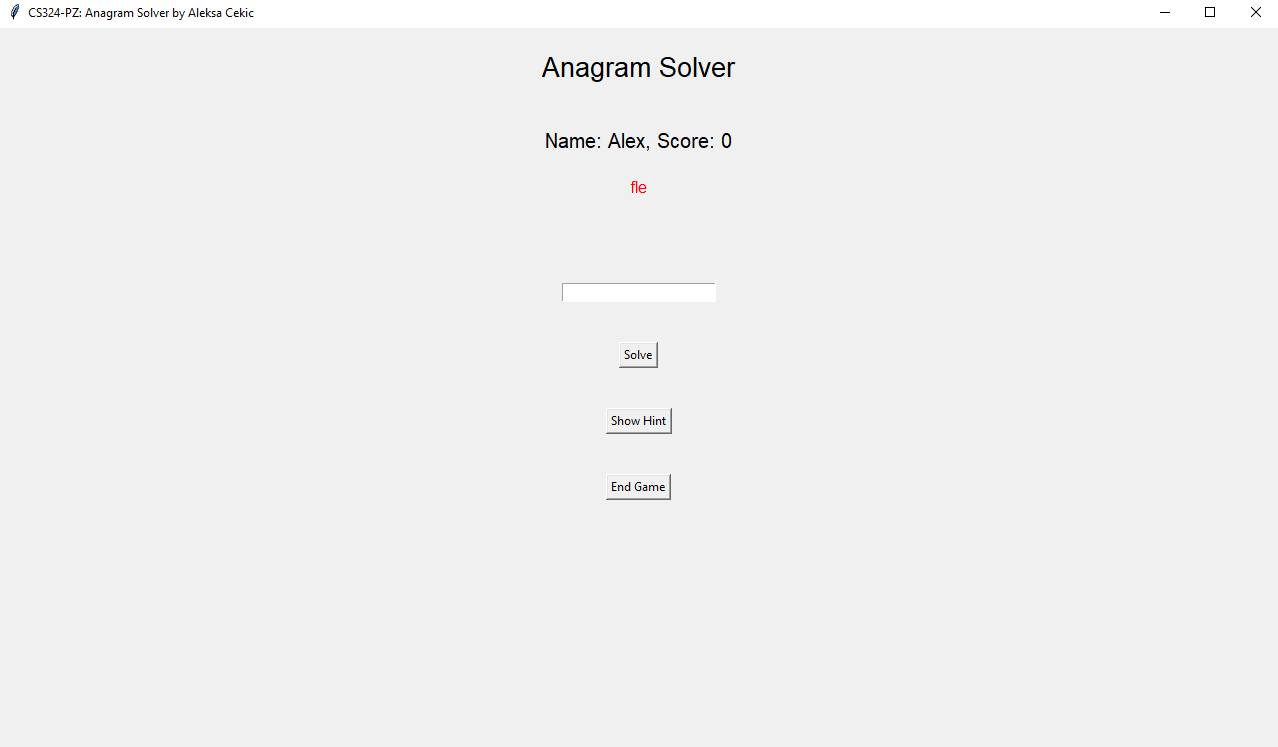 CS324-PZ: Anagram Solver by Aleksa Cekic
Anagram Solver
Name: Alex, Score: 0
fle
Solve
Show Hint
End Game